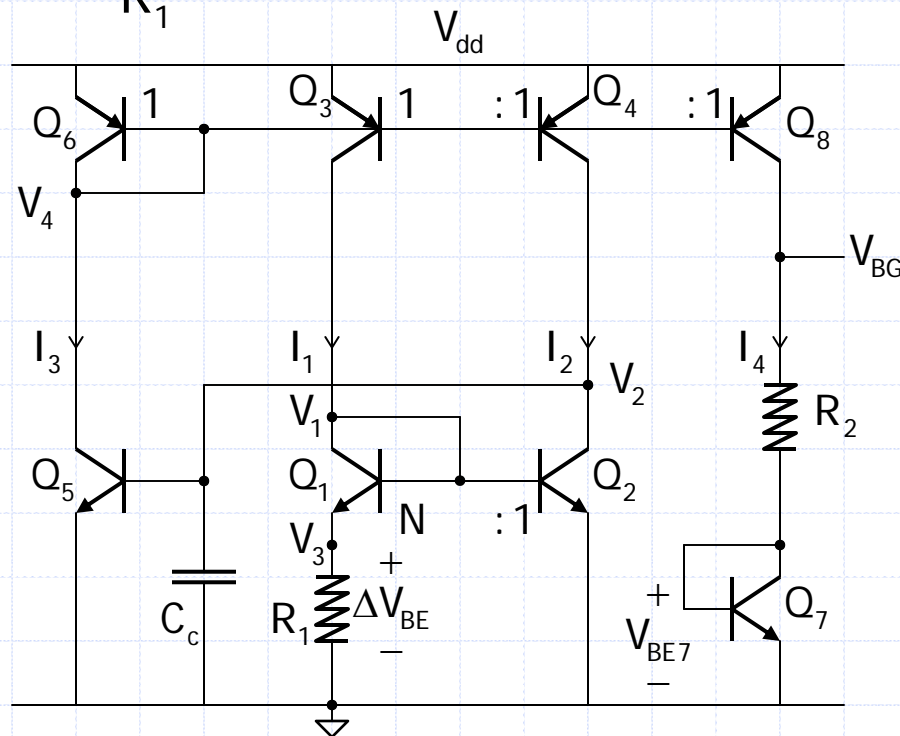 R1
Vdd
Q6
1
Q3
1
:1
Q4
:1
Q8
V4
VBG
I3
I1
I2
V2
I4
R2
V1
Q5
Q1
N
:1
Q2
V3
+
Cc
R1
ΔVBE
−
+
VBE7
−
Q7